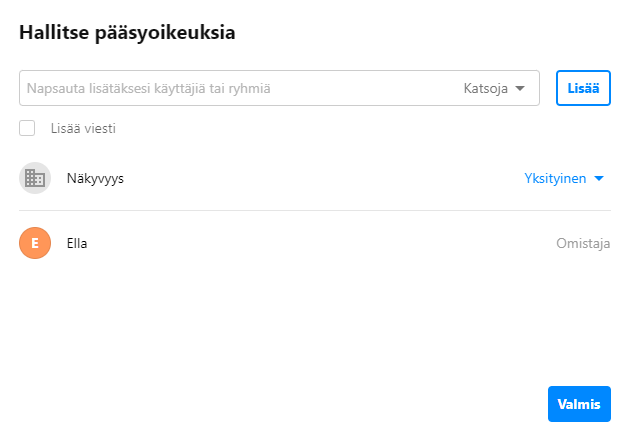 Hallitse pääsyoikeuksia
Napsauta lisätäksesi käyttäjiä tai ryhmiä Katsoja Lisää
Lisää viesti
Näkyvyys Yksityinen
E Ella Omistaja
Valmis